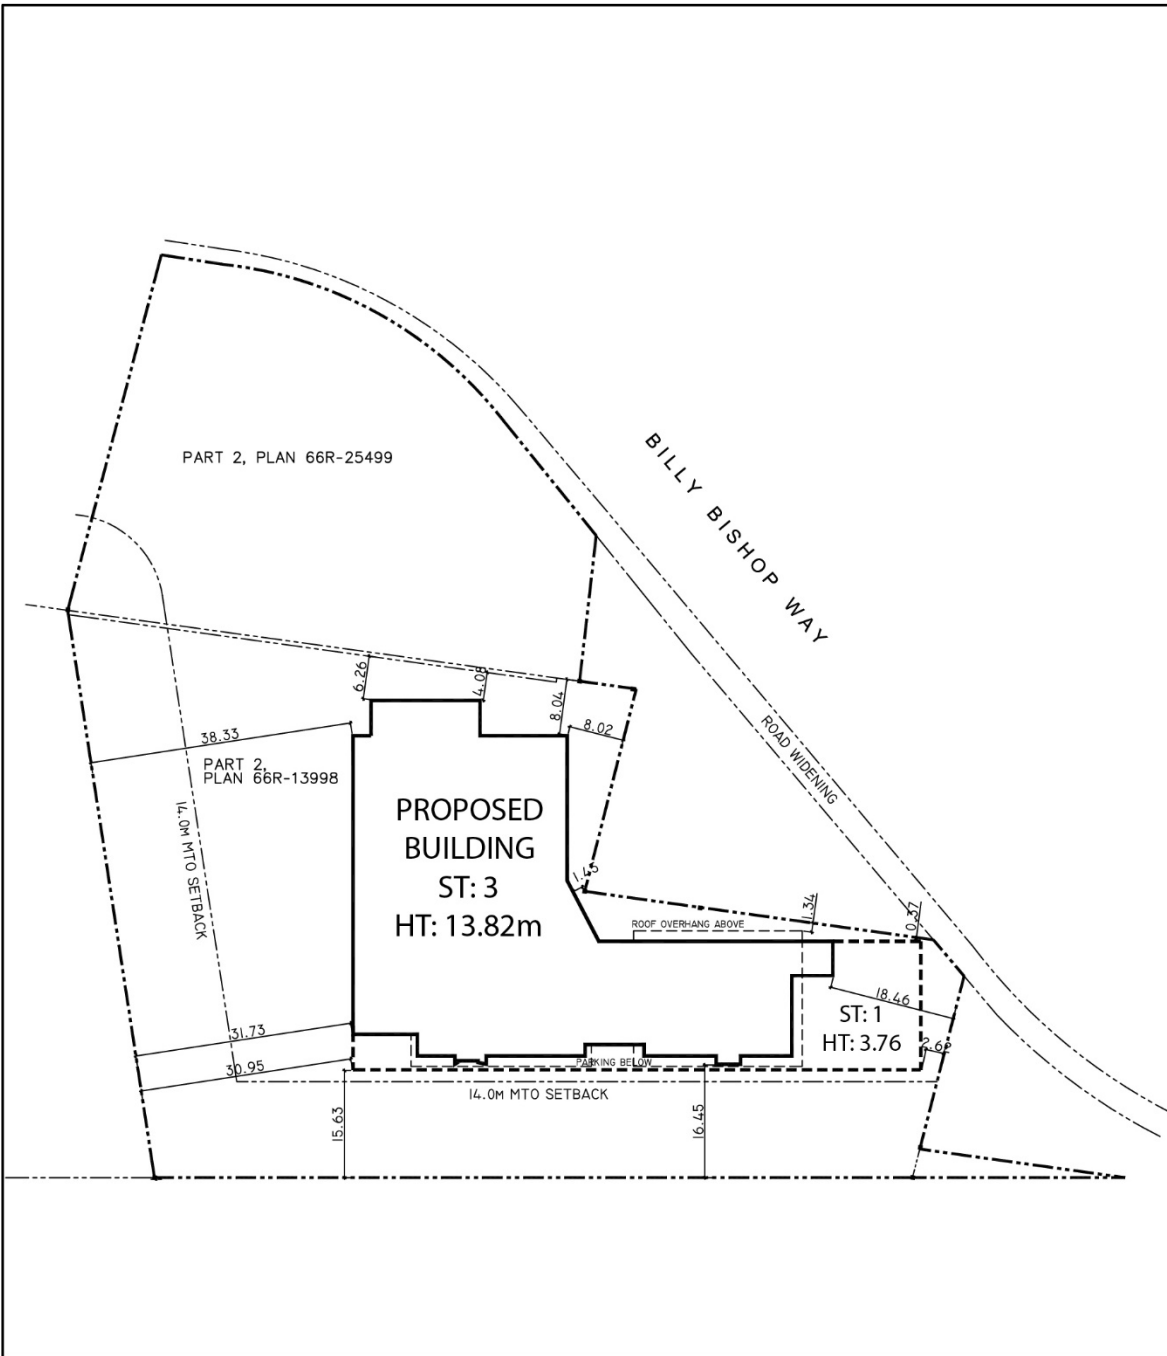 PART 2, PLAN 66R-25499
BILLY BISHOP WAY
6.26
4.08
8.04
8.02
38.33
PART 2,
PLAN 66R-13998
ROAD WIDENING
14.0M MTO SETBACK
PROPOSED
BUILDING
ST: 3
HT: 13.82m
1.45
ROOF OVERHANG ABOVE
1.34
0.37
18.46
ST: 1
HT: 3.76
2.62
31.73
30.95
PARKING BELOW
14.0M MTO SETBACK
15.63
16.45